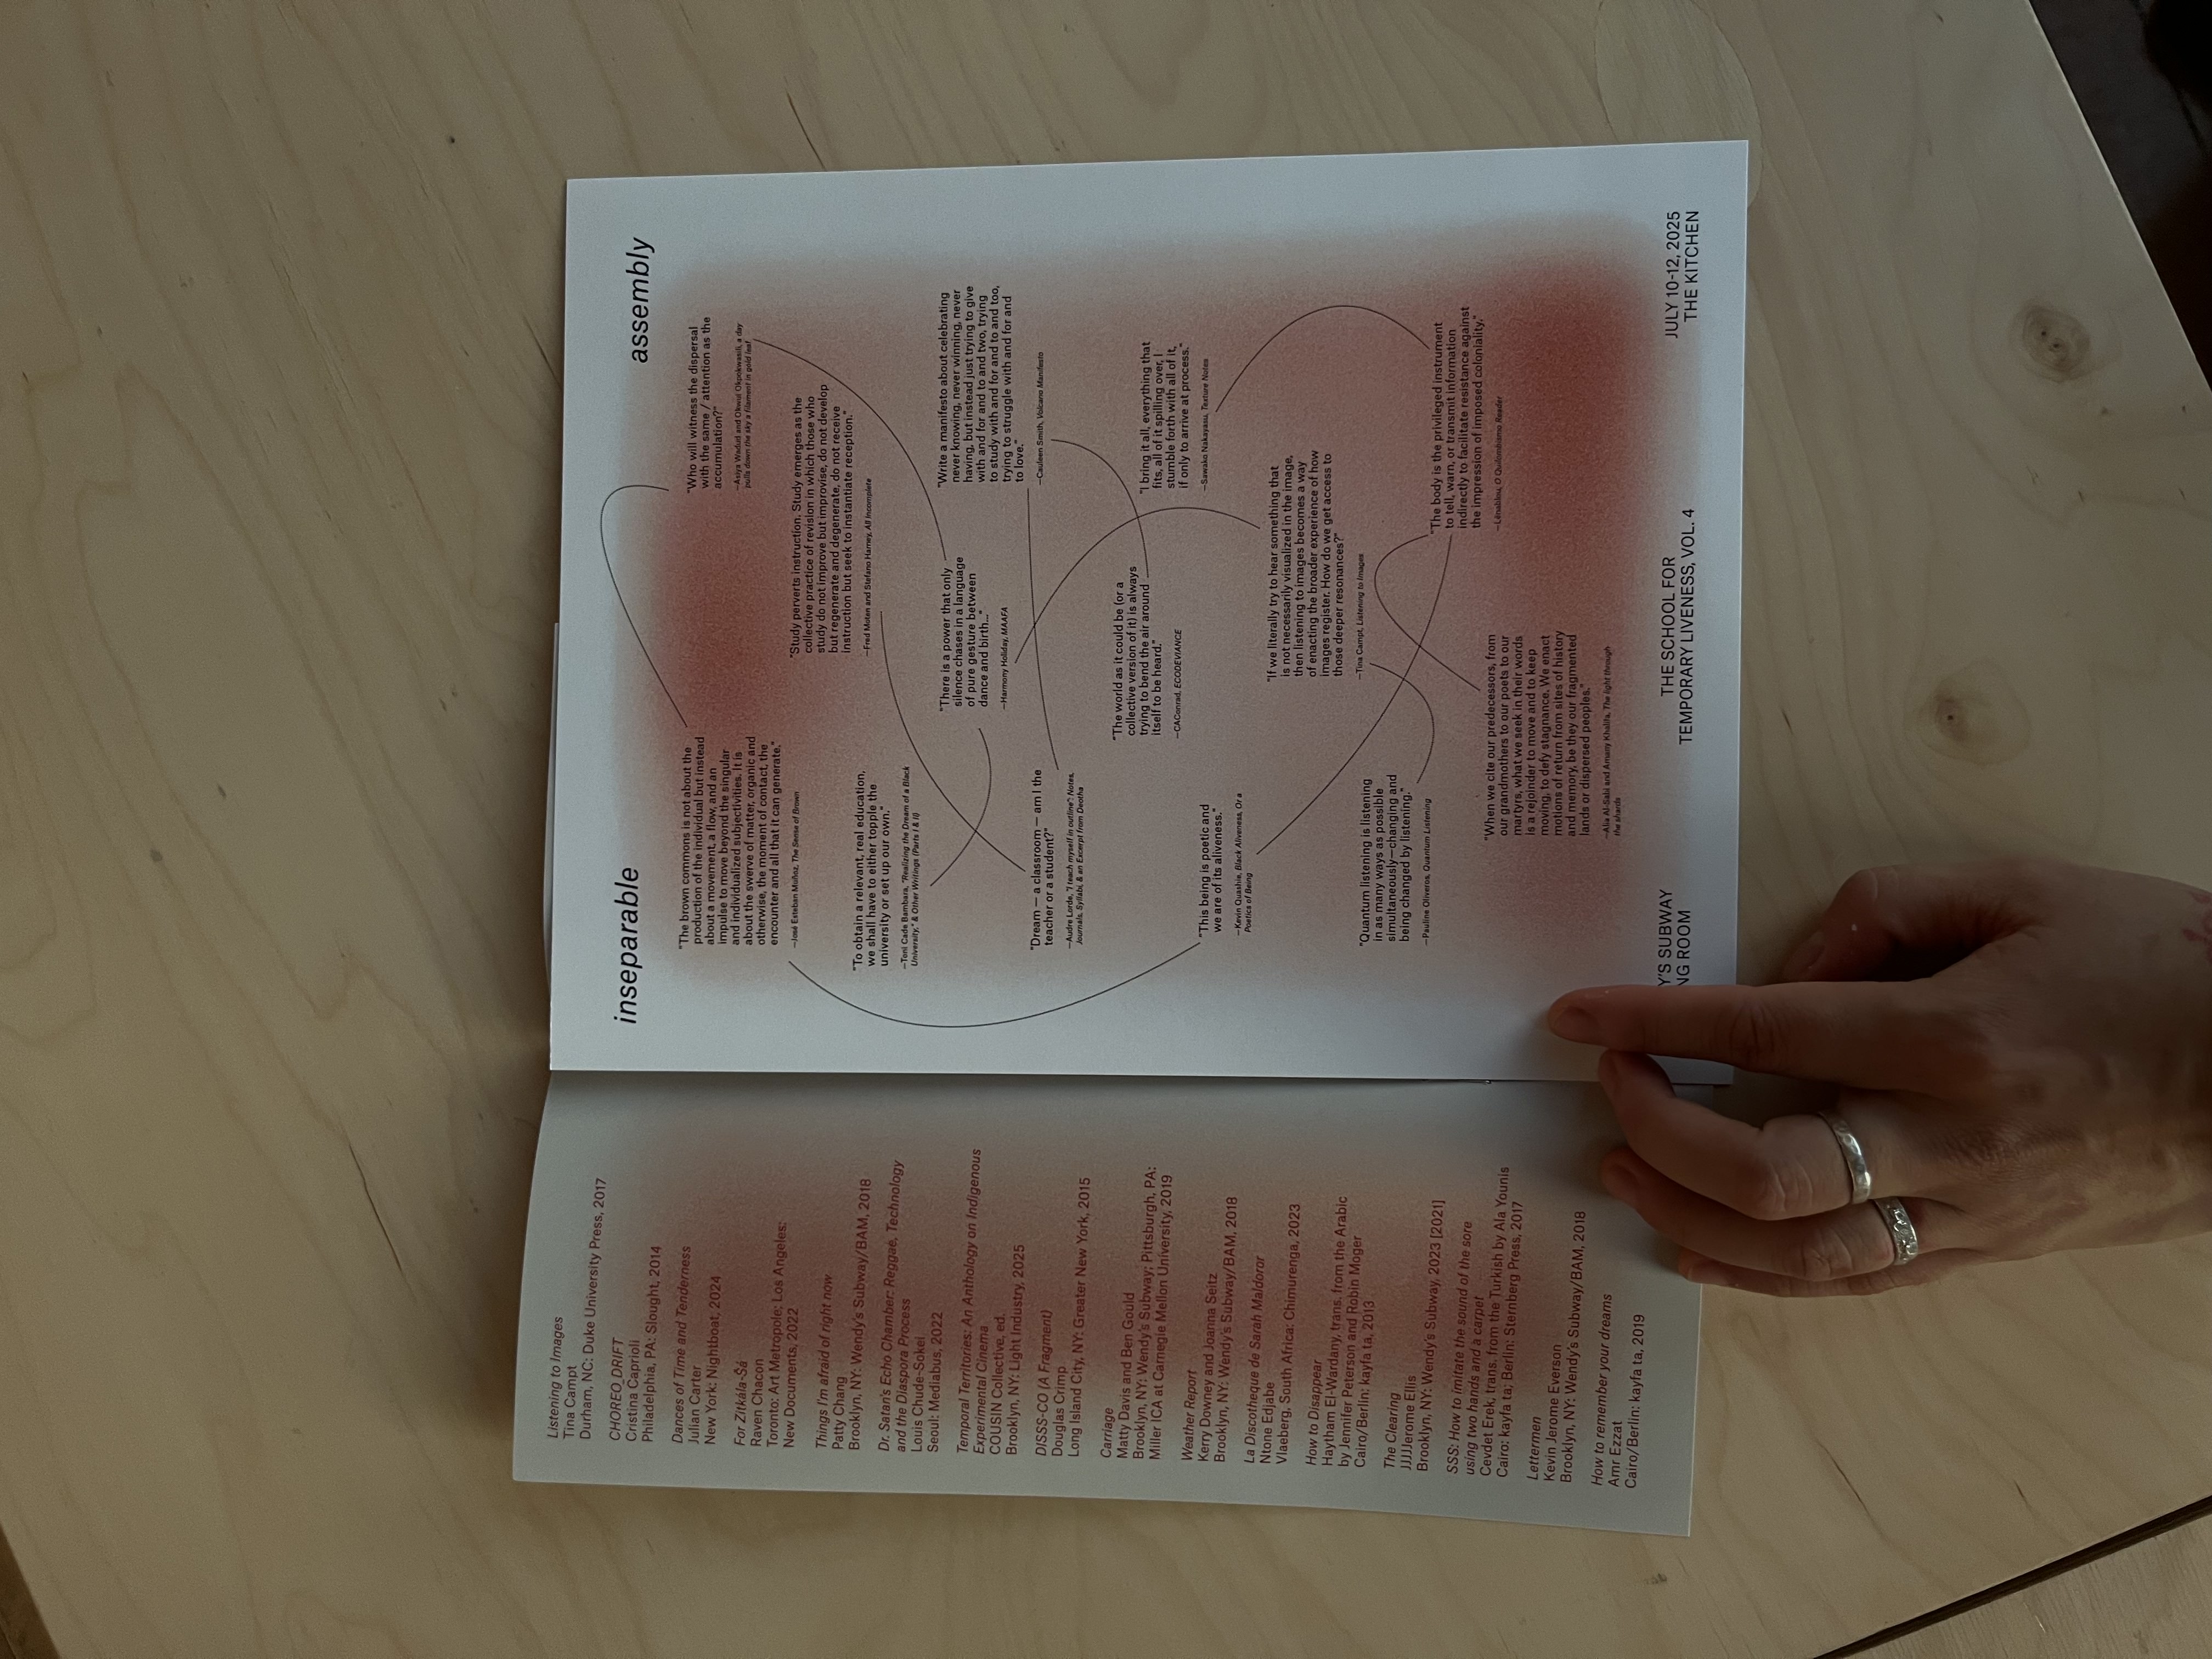 Listening to Images
Tina Campt
Durham, NC: Duke University Press, 2017
CHOREO_DRIFT
Cristina Caprioli
Philadelphia, PA: Slought, 2014
Dances of Time and Tenderness
Julian Carter
New York: Nightboat, 2024
For Zitkála-Šá
Raven Chacon
Toronto: Art Metropole; Los Angeles:
New Documents, 2022
Things I'm afraid of right now
Patty Chang
Brooklyn, NY: Wendy's Subway/BAM, 2018
Dr. Satan's Echo Chamber: Reggae, Technology
and the Diaspora Process
Louis Chude-Sokei
Seoul: Mediabus, 2022
Temporal Territories: An Anthology on Indigenous
Experimental Cinema
COUSIN Collective, ed.
Brooklyn, NY: Light Industry, 2025
DISSS-CO (A Fragment)
Douglas Crimp
Long Island City, NY: Greater New York, 2015
Carriage
Matty Davis and Ben Gould
Brooklyn, NY: Wendy's Subway; Pittsburgh, PA:
Miller ICA at Carnegie Mellon University, 2019
Weather Report
Kerry Downey and Joanna Seitz
Brooklyn, NY: Wendy's Subway/BAM, 2018
La Discotheque de Sarah Maldoror
Ntone Edjabe
Vlaeberg, South Africa: Chimurenga, 2023
How to Disappear
Haytham El-Wardany, trans. from the Arabic
by Jennifer Peterson and Robin Moger
Cairo/Berlin: kayfa ta, 2013
The Clearing
JJJJJerome Ellis
Brooklyn, NY: Wendy's Subway, 2023 [2021]
SSS: How to imitate the sound of the sore
using two hands and a carpet
Cevdet Erek, trans. from the Turkish by Ala Younis
Cairo: kayfa ta; Berlin: Sternberg Press, 2017
Lettermen
Kevin Jerome Everson
Brooklyn, NY: Wendy's Subway/BAM, 2018
How to remember your dreams
Amr Ezzat
Cairo/Berlin: kayfa ta, 2019
inseparable
assembly
"The brown commons is not about the
production of the individual but instead
about a movement, a flow, and an
impulse to move beyond the singular
and individualized subjectivities. It is
about the swerve of matter, organic and
otherwise, the moment of contact, the
encounter and all that it can generate."
—José Esteban Muñoz, The Sense of Brown
"Who will witness the dispersal
with the same / attention as the
accumulation?"
—Asiya Wadud and Okwui Okpokwasili, a day
pulls down the sky a filament in gold leaf
"Study perverts instruction. Study emerges as the
collective practice of revision in which those who
study do not improve but improvise, do not develop
but regenerate and degenerate, do not receive
instruction but seek to instantiate reception."
—Fred Moten and Stefano Harney, All Incomplete
"To obtain a relevant, real education,
we shall have to either topple the
university or set up our own."
—Toni Cade Bambara, "Realizing the Dream of a Black
University," & Other Writings (Parts I & II)
"There is a power that only
silence chases in a language
of pure gesture between
dance and birth..."
—Harmony Holiday, MAAFA
"Write a manifesto about celebrating
never knowing, never winning, never
having, but instead just trying to give
with and for and to and two, trying
to study with and for and to and too,
trying to struggle with and for and
to love."
—Cauleen Smith, Volcano Manifesto
"Dream — a classroom — am I the
teacher or a student?"
—Audre Lorde, "I teach myself in outline": Notes,
Journals, Syllabi, & an Excerpt from Deotha
"The world as it could be (or a
collective version of it) is always
trying to bend the air around
itself to be heard."
—CAConrad, ECODEVIANCE
"I bring it all, everything that
fits, all of it spilling over, I
stumble forth with all of it,
if only to arrive at process."
—Sawako Nakayasu, Texture Notes
"This being is poetic and
we are of its aliveness."
—Kevin Quashie, Black Aliveness, Or a
Poetics of Being
"If we literally try to hear something that
is not necessarily visualized in the image,
then listening to images becomes a way
of enacting the broader experience of how
images register. How do we get access to
those deeper resonances?"
—Tina Campt, Listening to Images
"Quantum listening is listening
in as many ways as possible
simultaneously—changing and
being changed by listening."
—Pauline Oliveros, Quantum Listening
"The body is the privileged instrument
to tell, warn, or transmit information
indirectly to facilitate resistance against
the impression of imposed coloniality."
—Lénablou, O Quilombismo Reader
"When we cite our predecessors, from
our grandmothers to our poets to our
martyrs, what we seek in their words
is a rejoinder to move and to keep
moving, to defy stagnance. We enact
motions of return from sites of history
and memory, be they our fragmented
lands or dispersed peoples."
—Alia Al-Sabi and Amany Khalifa, The light through
the shards
Y'S SUBWAY
NG ROOM
THE SCHOOL FOR
TEMPORARY LIVENESS, VOL. 4
JULY 10-12, 2025
THE KITCHEN